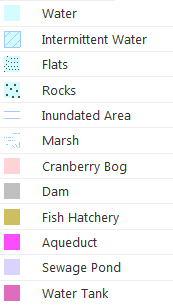 Water
Intermittent Water
Flats
Rocks
Inundated Area
Marsh
Cranberry Bog
Dam
Fish Hatchery
Aqueduct
Sewage Pond
Water Tank